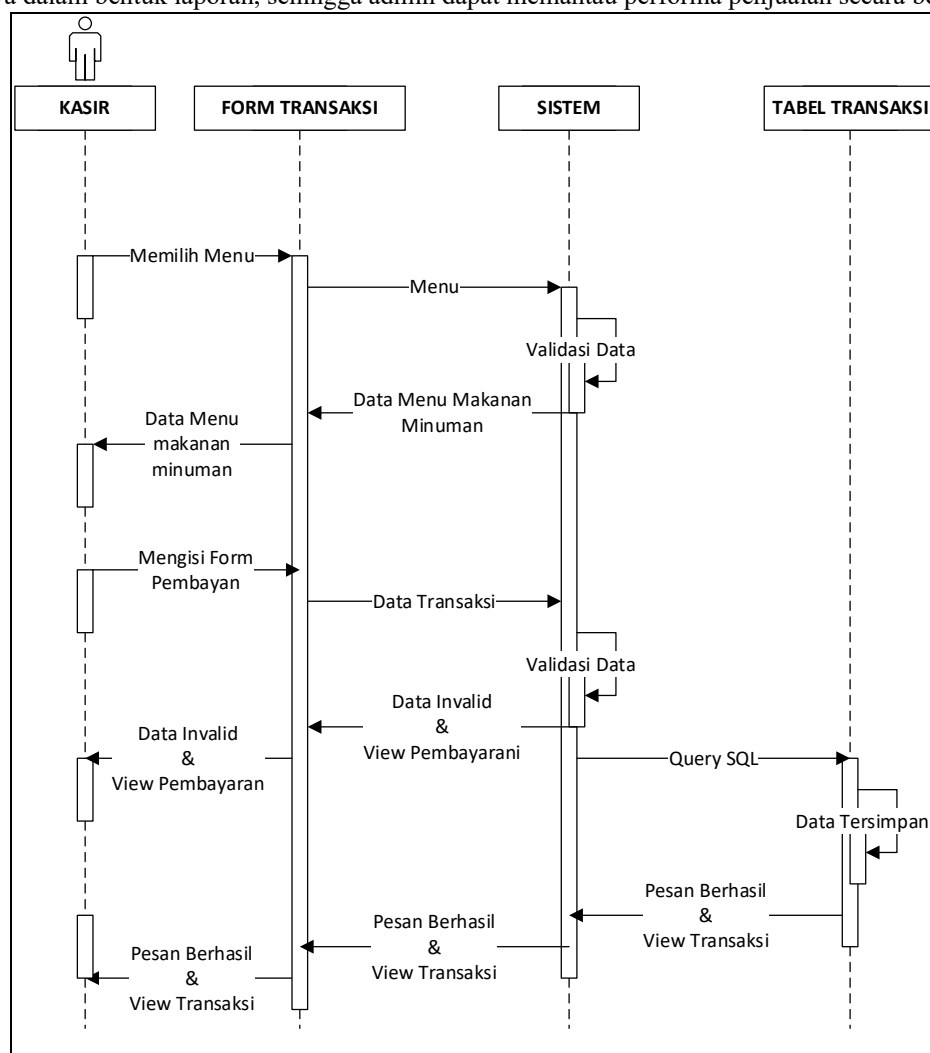 dalam bentuk laporan, sehingga admin dapat memantau performa penjualan secara
KASIR
FORM TRANSAKSI
SISTEM
TABEL TRANSAKSI
Memilih Menu
Menu
Validasi Data
Data Menu Makanan
Minuman
Data Menu
makanan
minuman
Mengisi Form
Pembayan
Data Transaksi
Validasi Data
Data Invalid
&
View Pembayarani
Data Invalid
&
View Pembayaran
Query SQL
Data Tersimpan
Pesan Berhasil
&
View Transaksi
Pesan Berhasil
&
View Transaksi
Pesan Berhasil
&
View Transaksi